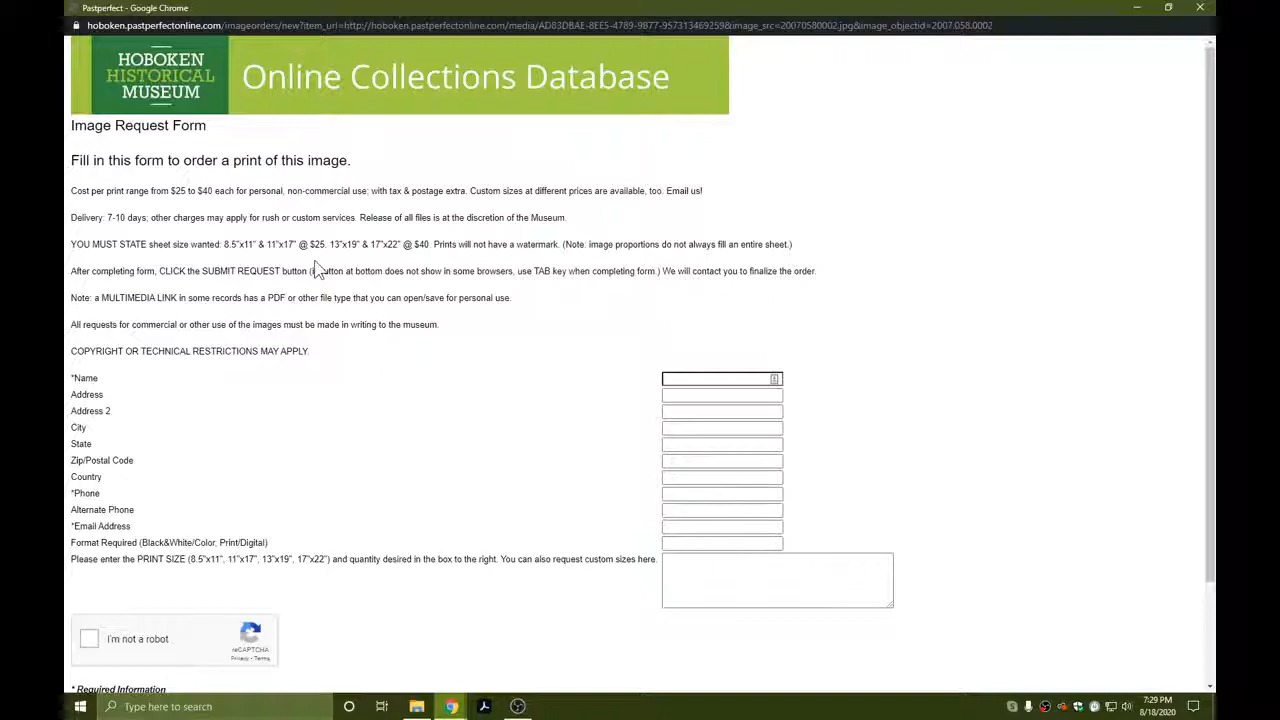 Pastperfect - Google Chrome
hoboken.pastperfectonline.com/imageorders/new?item_url=http://hoboken.pastperfectonline.com/media/AD83DBAE-8EE5-4789-9B77-957313469259&image_src=20070580002.jpg&image_objectid=2007.058.0002
HOBOKEN
HISTORICAL
MUSEUM
Online Collections Database
Image Request Form
Fill in this form to order a print of this image.
Cost per print range from $25 to $40 each for personal, non-commercial use; with tax & postage extra. Custom sizes at different prices are available, too. Email us!
Delivery: 7-10 days; other charges may apply for rush or custom services. Release of all files is at the discretion of the Museum.
YOU MUST STATE sheet size wanted: 8.5"x11" & 11"x17" @ $25. 13"x19" & 17"x22" @ $40. Prints will not have a watermark. (Note: image proportions do not always fill an entire sheet.)
After completing form, CLICK the SUBMIT REQUEST button ( button at bottom does not show in some browsers, use TAB key when completing form.) We will contact you to finalize the order.
Note: a MULTIMEDIA LINK in some records has a PDF or other file type that you can open/save for personal use.
All requests for commercial or other use of the images must be made in writing to the museum.
COPYRIGHT OR TECHNICAL RESTRICTIONS MAY APPLY.
*Name
Address
Address 2
City
State
Zip/Postal Code
Country
*Phone
Alternate Phone
*Email Address
Format Required (Black&White/Color, Print/Digital)
Please enter the PRINT SIZE (8.5"x11", 11"x17", 13"x19", 17"x22") and quantity desired in the box to the right. You can also request custom sizes here.
I'm not a robot
reCAPTCHA
Privacy - Terms
* Required Information
Type here to search
7:29 PM
8/18/2020